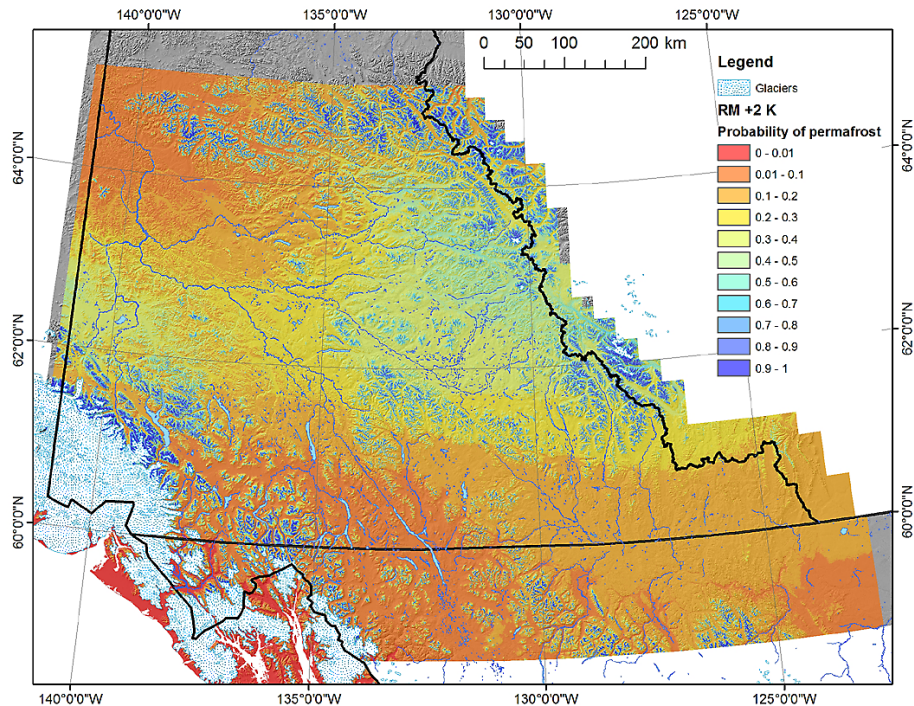 140°0'0"W 135°0'0"W 130°0'0"W 125°0'0"W
0 50 100 200 km
Legend
Glaciers
RM +2 K
Probability of permafrost
0 - 0.01
0.01 - 0.1
0.1 - 0.2
0.2 - 0.3
0.3 - 0.4
0.4 - 0.5
0.5 - 0.6
0.6 - 0.7
0.7 - 0.8
0.8 - 0.9
0.9 - 1
64°0'0"N 64°0'0"N
62°0'0"N 62°0'0"N
60°0'0"N 60°0'0"N
140°0'0"W 135°0'0"W 130°0'0"W 125°0'0"W